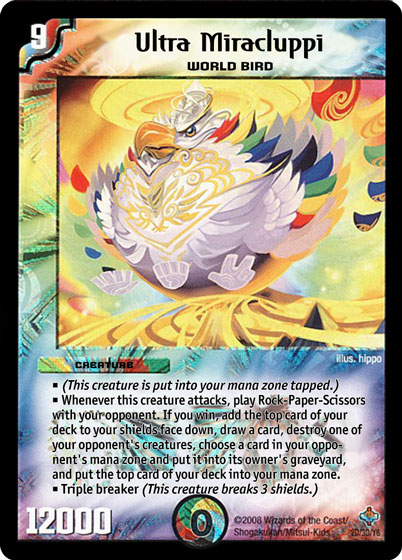 9
Ultra Miracluppi
WORLD BIRD
illus. hippo
CREATURE
▪ (This creature is put into your mana zone tapped.)
▪ Whenever this creature attacks, play Rock-Paper-Scissors
with your opponent. If you win, add the top card of your
deck to your shields face down, draw a card, destroy one of
your opponent's creatures, choose a card in your oppo-
nent's mana zone and put it into its owner's graveyard,
and put the top card of your deck into your mana zone.
▪ Triple breaker (This creature breaks 3 shields.)
12000
0
©2008 Wizards of the Coast/
Shogakukan/Mitsui-Kids